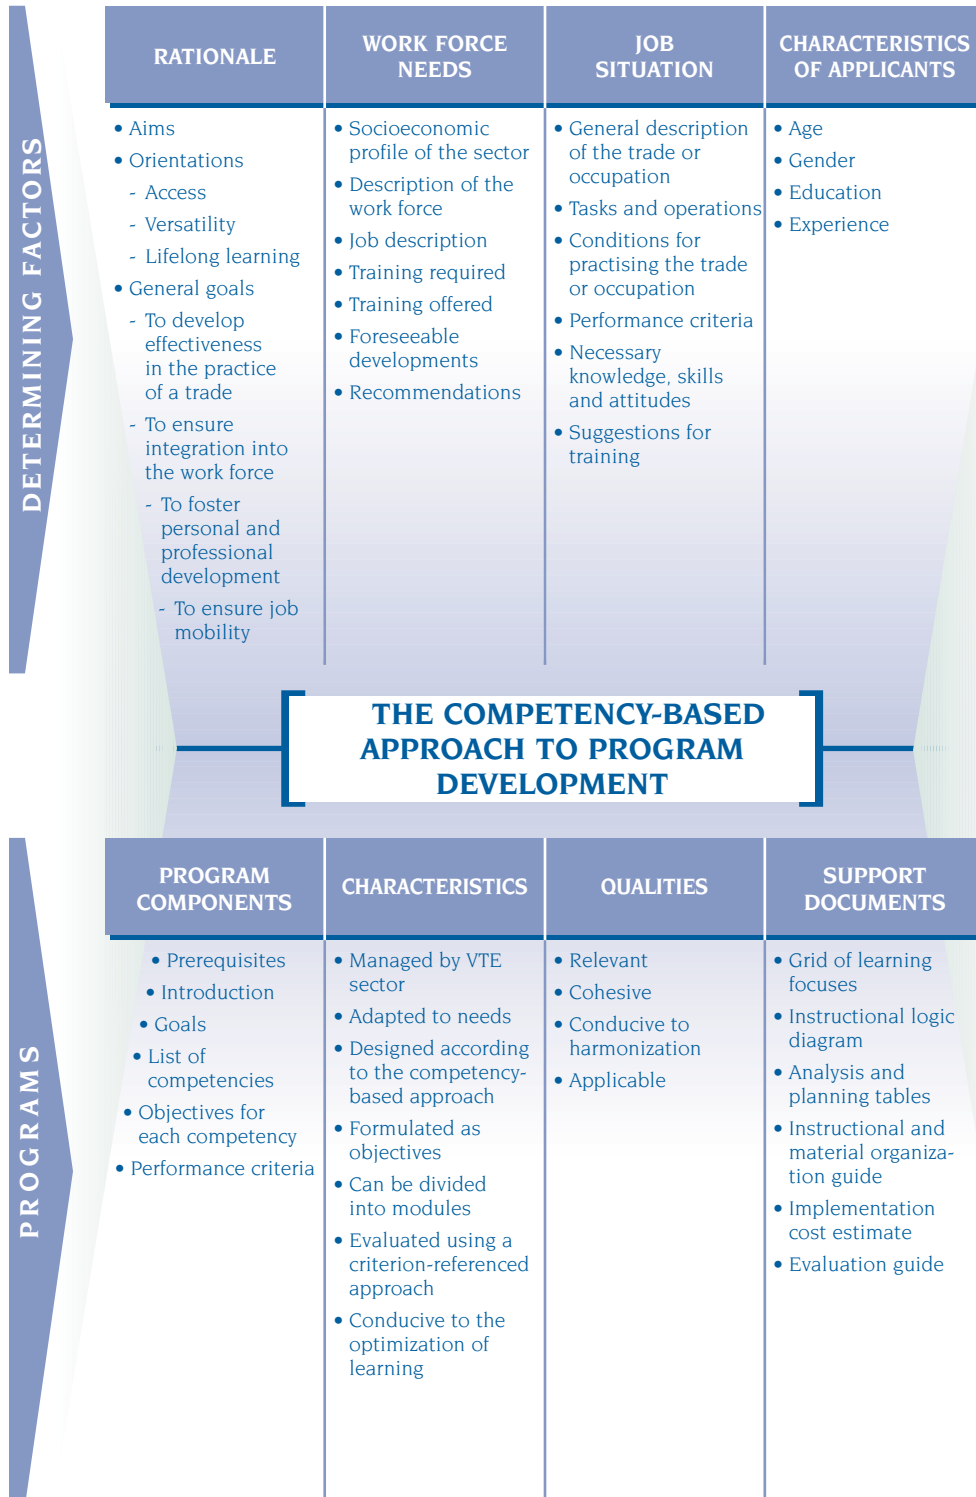 DETERMINING FACTORS
RATIONALE
• Aims
• Orientations
- Access
- Versatility
- Lifelong learning
• General goals
- To develop
effectiveness
in the practice
of a trade
- To ensure
integration into
the work force
- To foster
personal and
professional
development
- To ensure job
mobility
WORK FORCE
NEEDS
• Socioeconomic
profile of the sector
• Description of the
work force
• Job description
• Training required
• Training offered
• Foreseeable
developments
• Recommendations
JOB
SITUATION
• General description
of the trade or
occupation
• Tasks and operations
• Conditions for
practising the trade
or occupation
• Performance criteria
• Necessary
knowledge, skills
and attitudes
• Suggestions for
training
CHARACTERISTICS
OF APPLICANTS
• Age
• Gender
• Education
• Experience
THE COMPETENCY-BASED
APPROACH TO PROGRAM
DEVELOPMENT
PROGRAMS
PROGRAM
COMPONENTS
• Prerequisites
• Introduction
• Goals
• List of
competencies
• Objectives for
each competency
• Performance criteria
CHARACTERISTICS
• Managed by VTE
sector
• Adapted to needs
• Designed according
to the competency-
based approach
• Formulated as
objectives
• Can be divided
into modules
• Evaluated using a
criterion-referenced
approach
• Conducive to the
optimization of
learning
QUALITIES
• Relevant
• Cohesive
• Conducive to
harmonization
• Applicable
SUPPORT
DOCUMENTS
• Grid of learning
focuses
• Instructional logic
diagram
• Analysis and
planning tables
• Instructional and
material organiza-
tion guide
• Implementation
cost estimate
• Evaluation guide